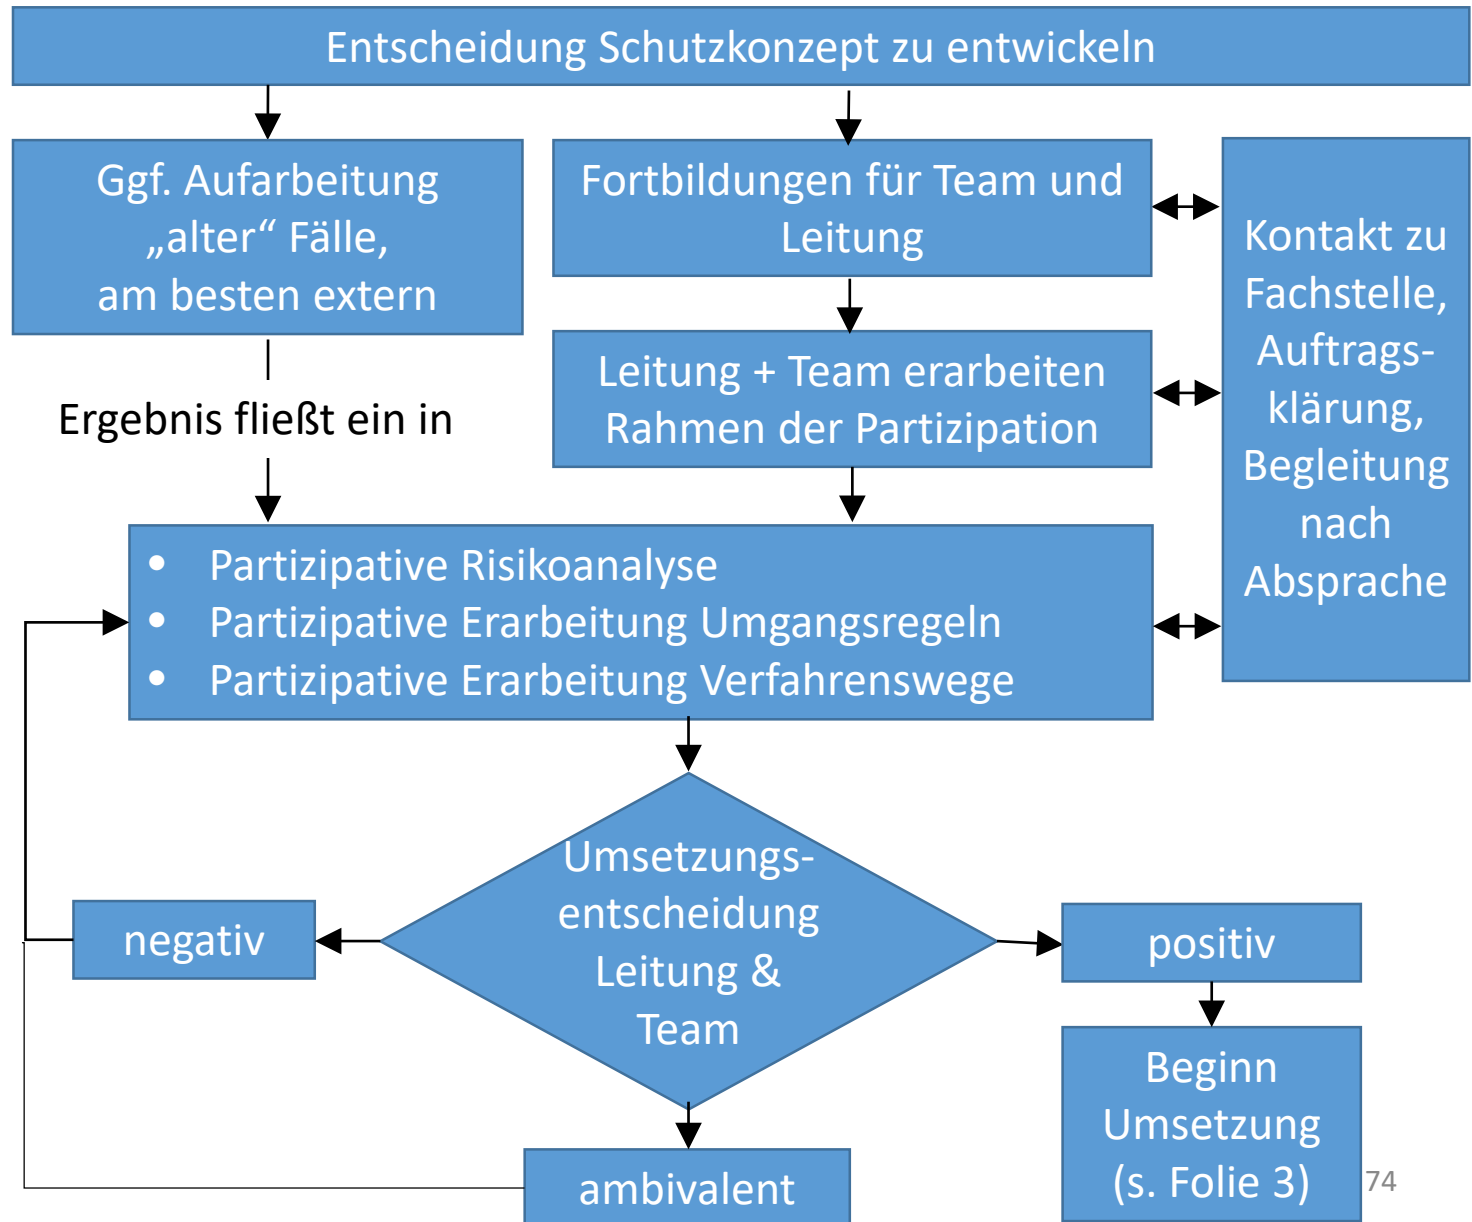 Entscheidung Schutzkonzept zu entwickeln
Ggf. Aufarbeitung
„alter“ Fälle,
am besten extern
Fortbildungen für Team und
Leitung
Kontakt zu
Fachstelle,
Auftrags-
klärung,
Begleitung
nach
Absprache
Ergebnis fließt ein in
Leitung + Team erarbeiten
Rahmen der Partizipation
• Partizipative Risikoanalyse
• Partizipative Erarbeitung Umgangsregeln
• Partizipative Erarbeitung Verfahrenswege
Umsetzungs-
entscheidung
Leitung &
Team
negativ
positiv
ambivalent
Beginn
Umsetzung
(s. Folie 3)
74